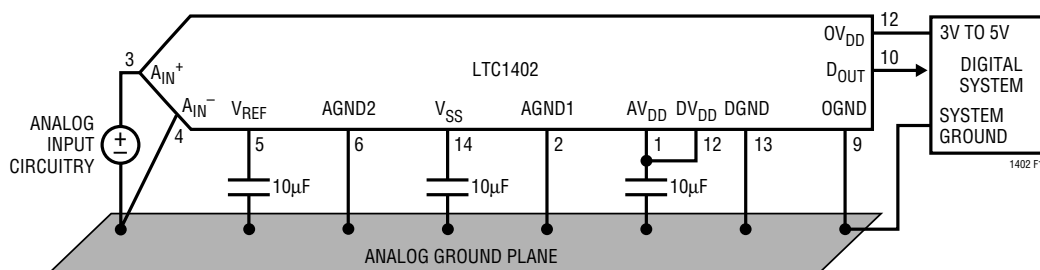 12
OVDD
3V TO 5V
3
AIN+
LTC1402
DOUT
10
DIGITAL
SYSTEM
AIN−
4
VREF
AGND2
VSS
AGND1
AVDD
DVDD
DGND
OGND
SYSTEM
GROUND
ANALOG
INPUT
CIRCUITRY
+
−
5
6
14
2
1
12
13
9
1402 F1
10µF
10µF
10µF
ANALOG GROUND PLANE